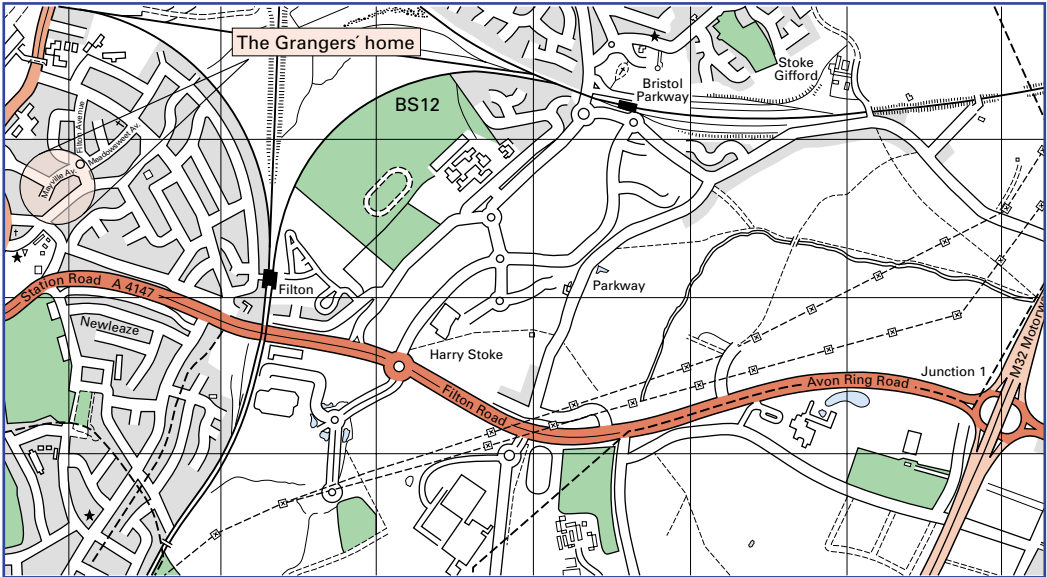 The Grangers' home
BS12
Stoke
Gifford
Bristol
Parkway
Filton Avenue
Meadowsweet Av.
Mayville Av.
Station Road A 4147
Filton
Parkway
Newleaze
Harry Stoke
Filton Road
Avon Ring Road
Junction 1
M32 Motorw